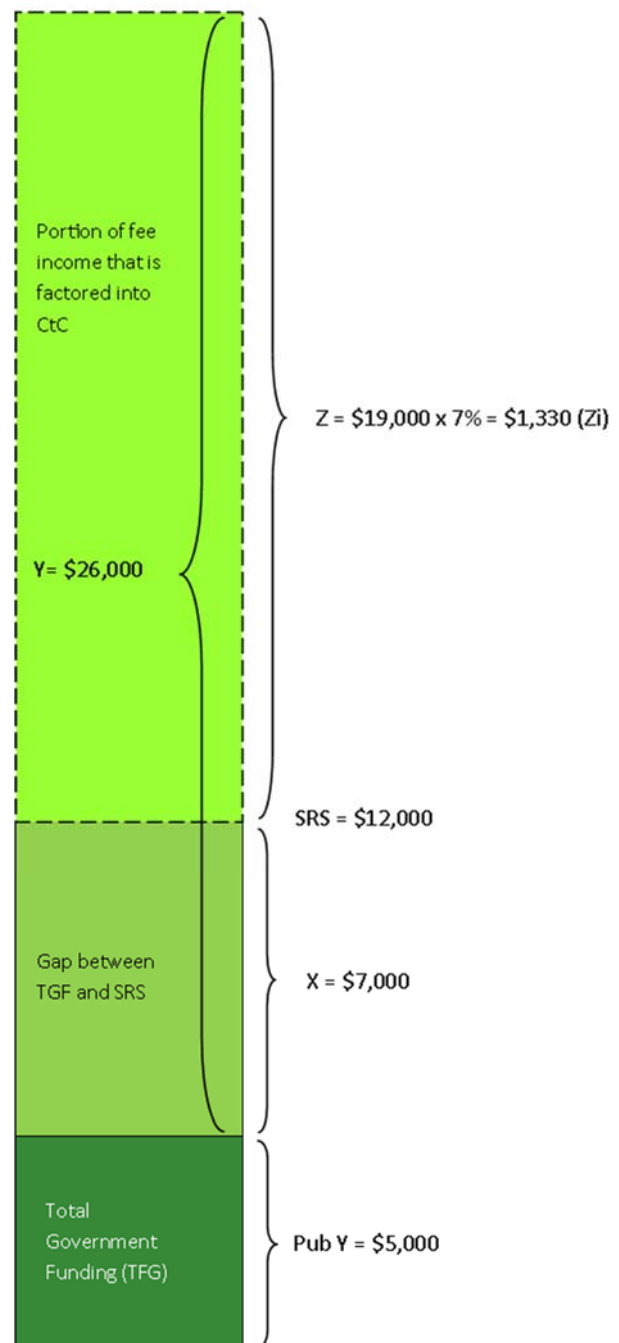 Portion of fee
income that is
factored into
CtC
Z = $19,000 x 7% = $1,330 (Zi)
Y= $26,000
SRS = $12,000
Gap between
TGF and SRS
X = $7,000
Total
Government
Funding (TFG)
Pub Y = $5,000